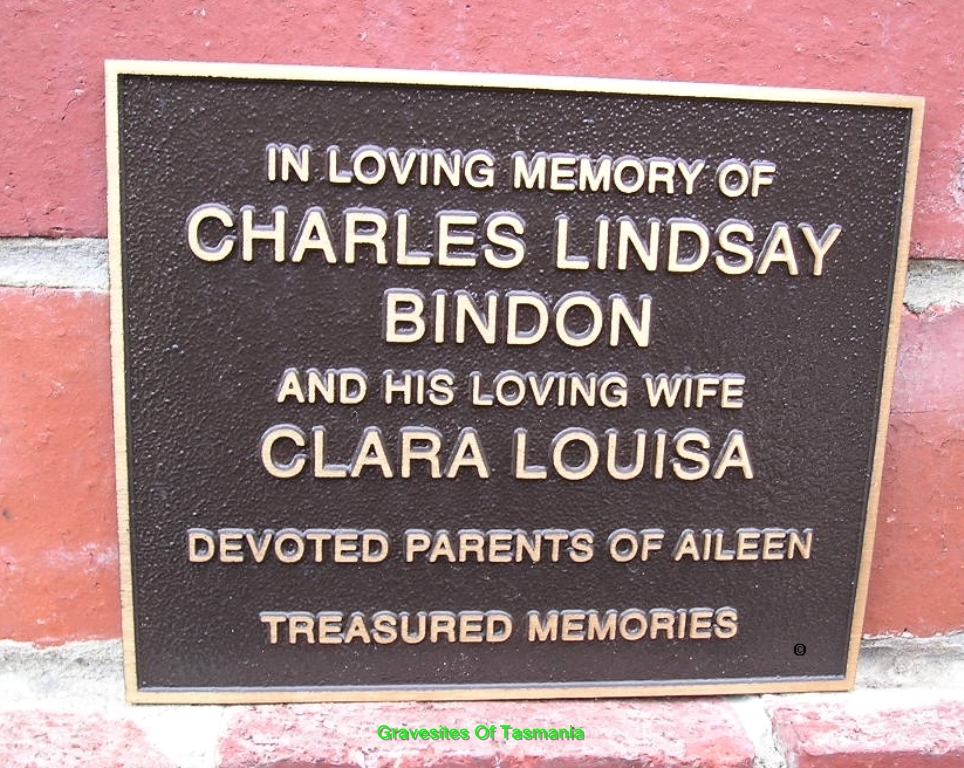 IN LOVING MEMORY OF
CHARLES LINDSAY
BINDON
AND HIS LOVING WIFE
CLARA LOUISA
DEVOTED PARENTS OF AILEEN
TREASURED MEMORIES
©
Gravesites Of Tasmania